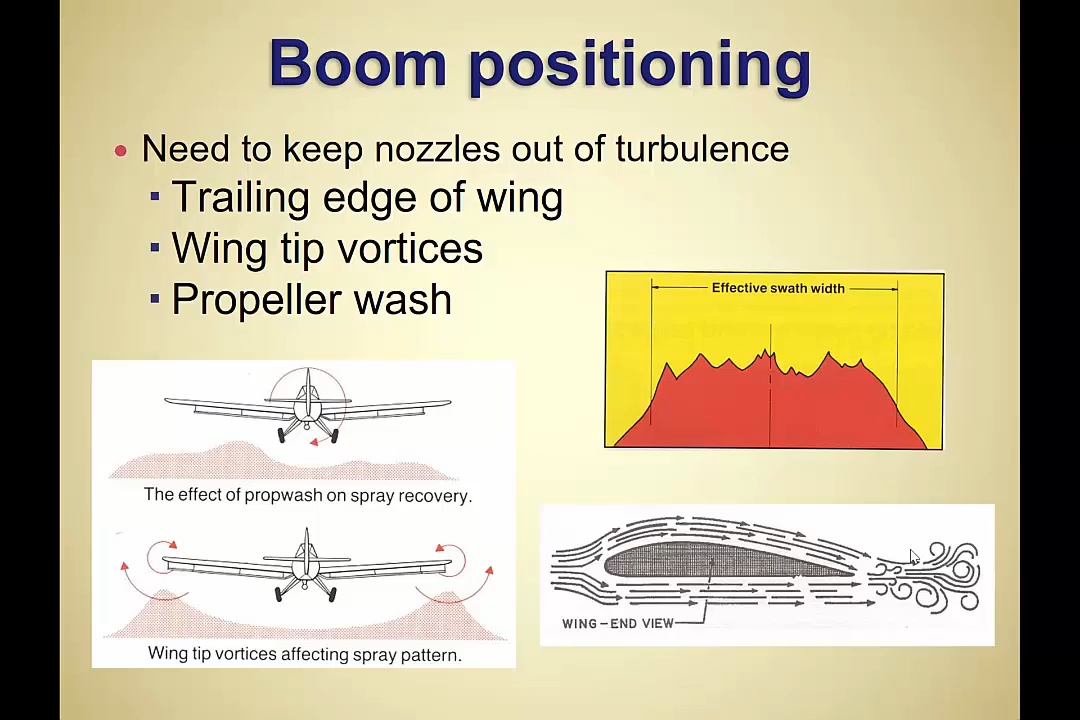 Boom positioning
Need to keep nozzles out of turbulence
Trailing edge of wing
Wing tip vortices
Propeller wash
Effective swath width
The effect of propwash on spray recovery.
Wing tip vortices affecting spray pattern.
WING-END VIEW